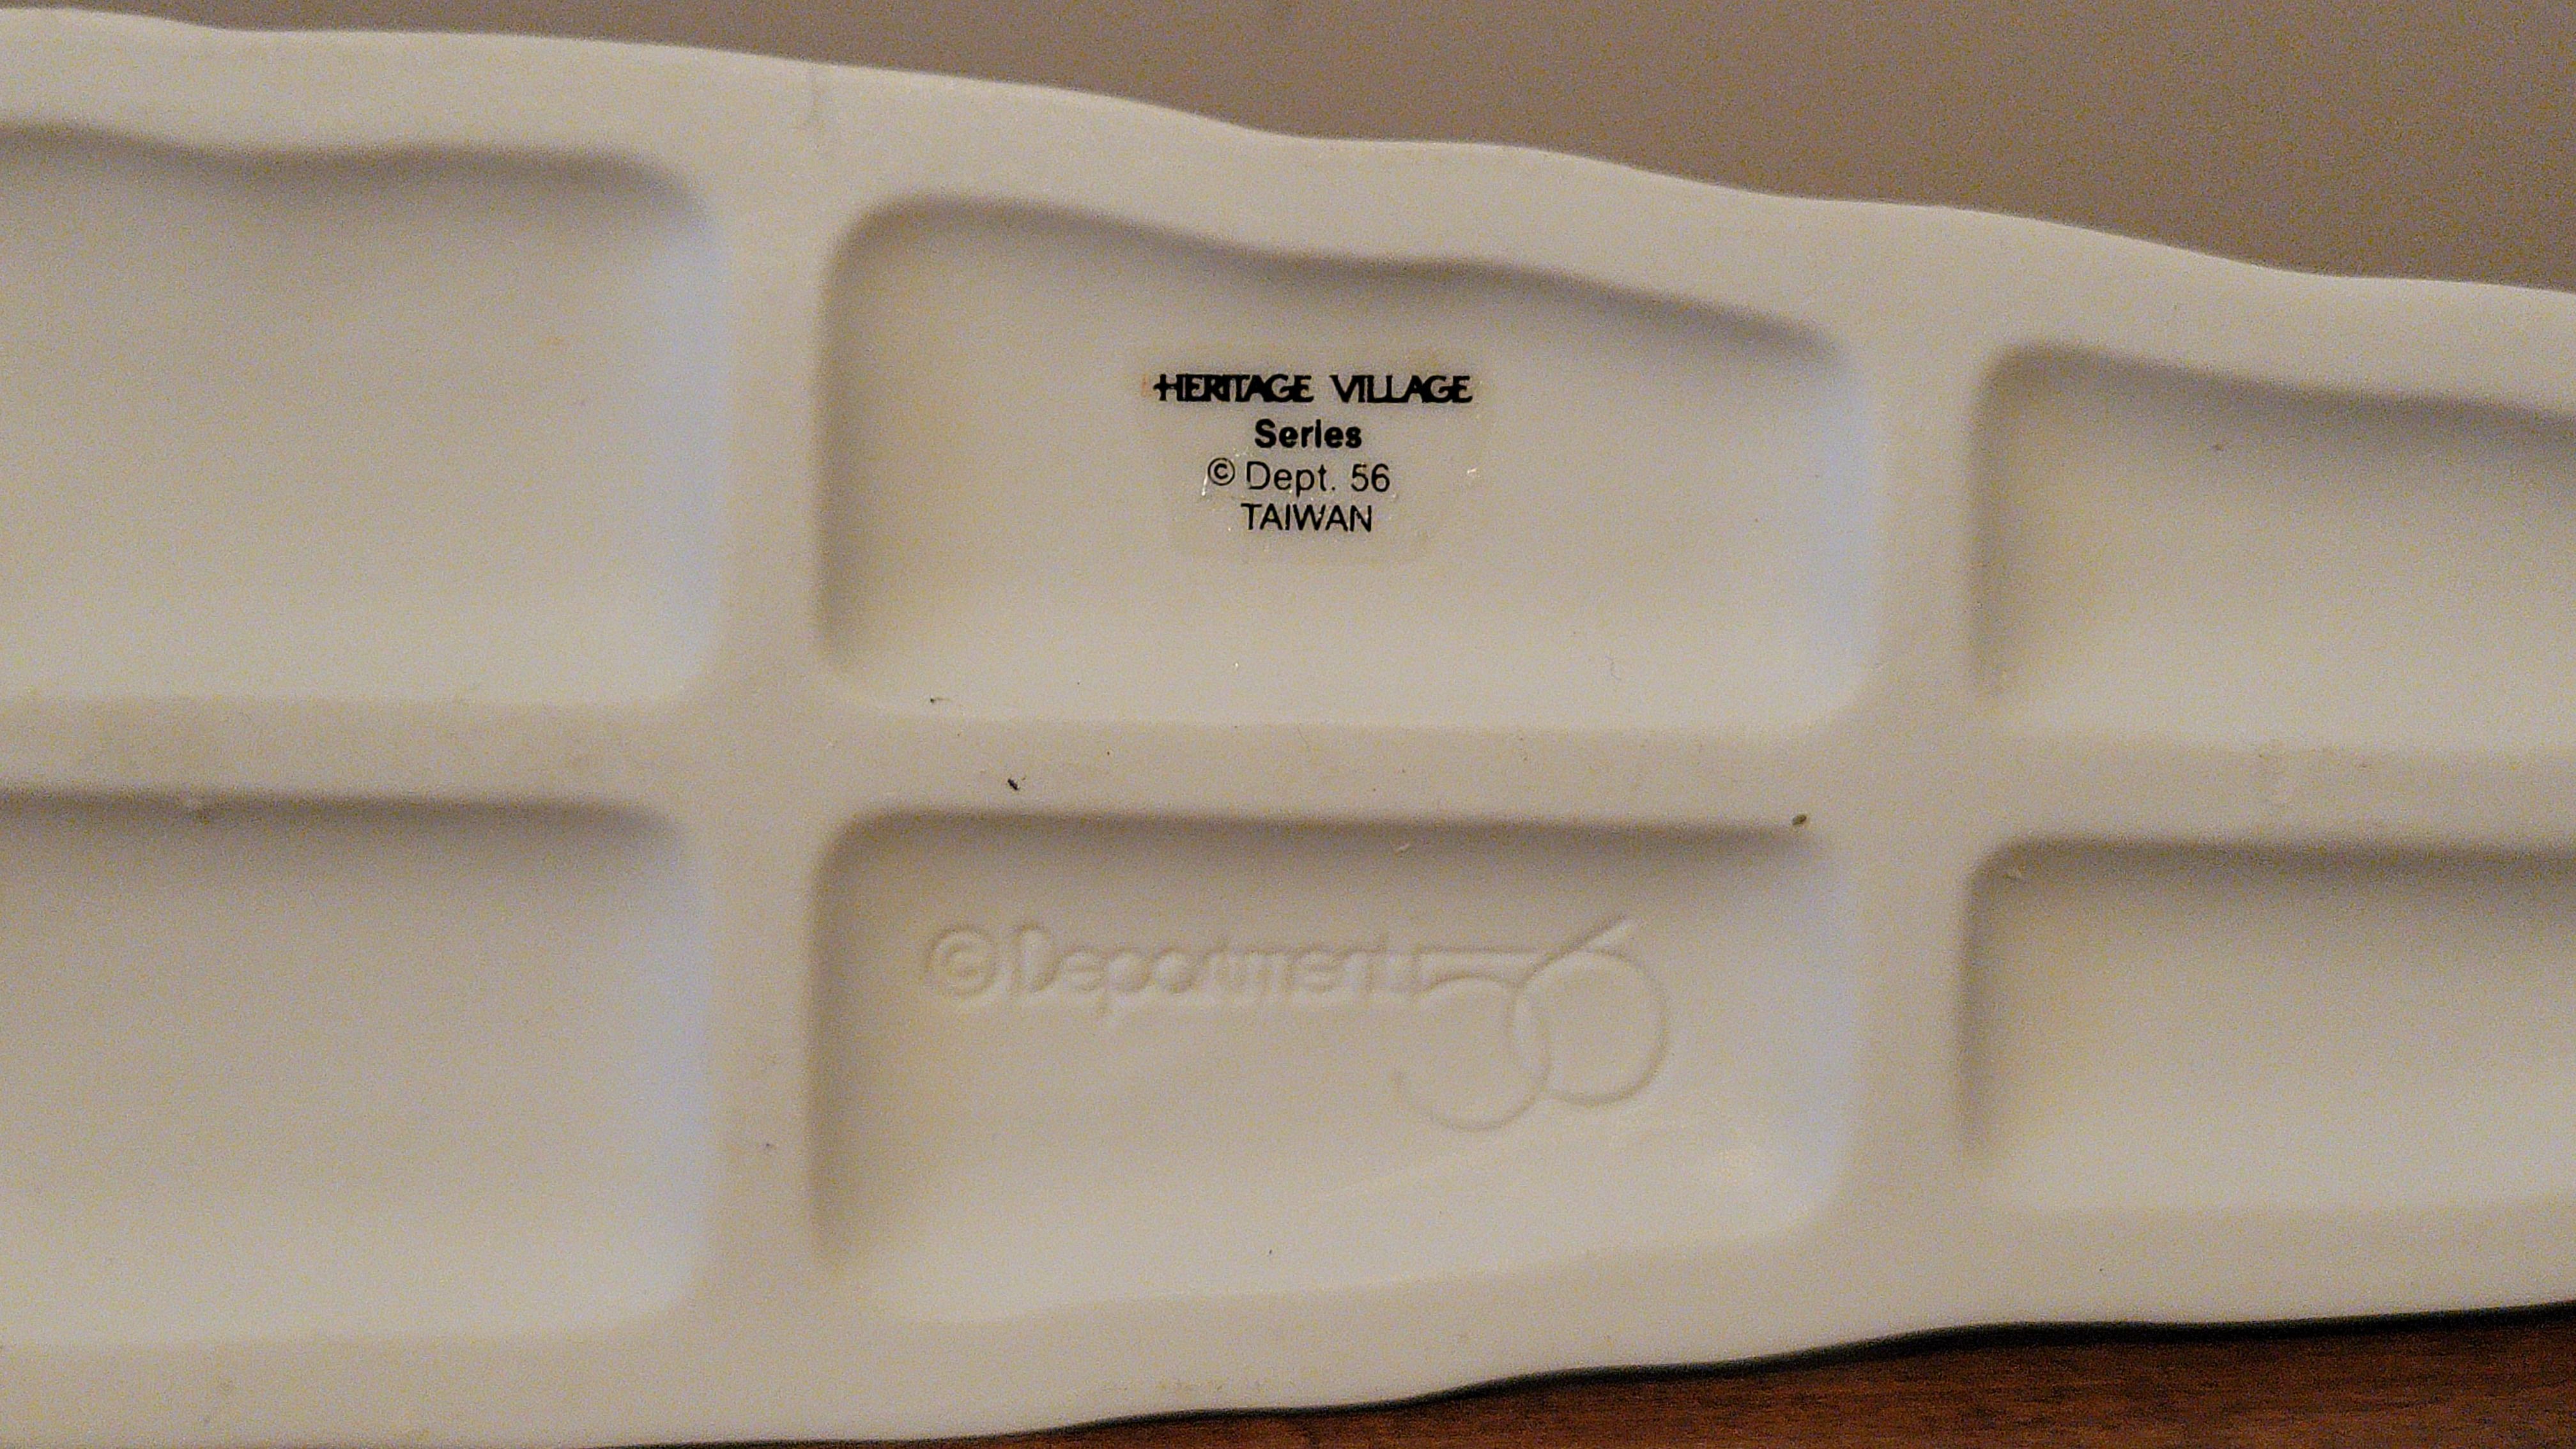 HERITAGE VILLAGE
Series
© Dept. 56
TAIWAN
© Department 56